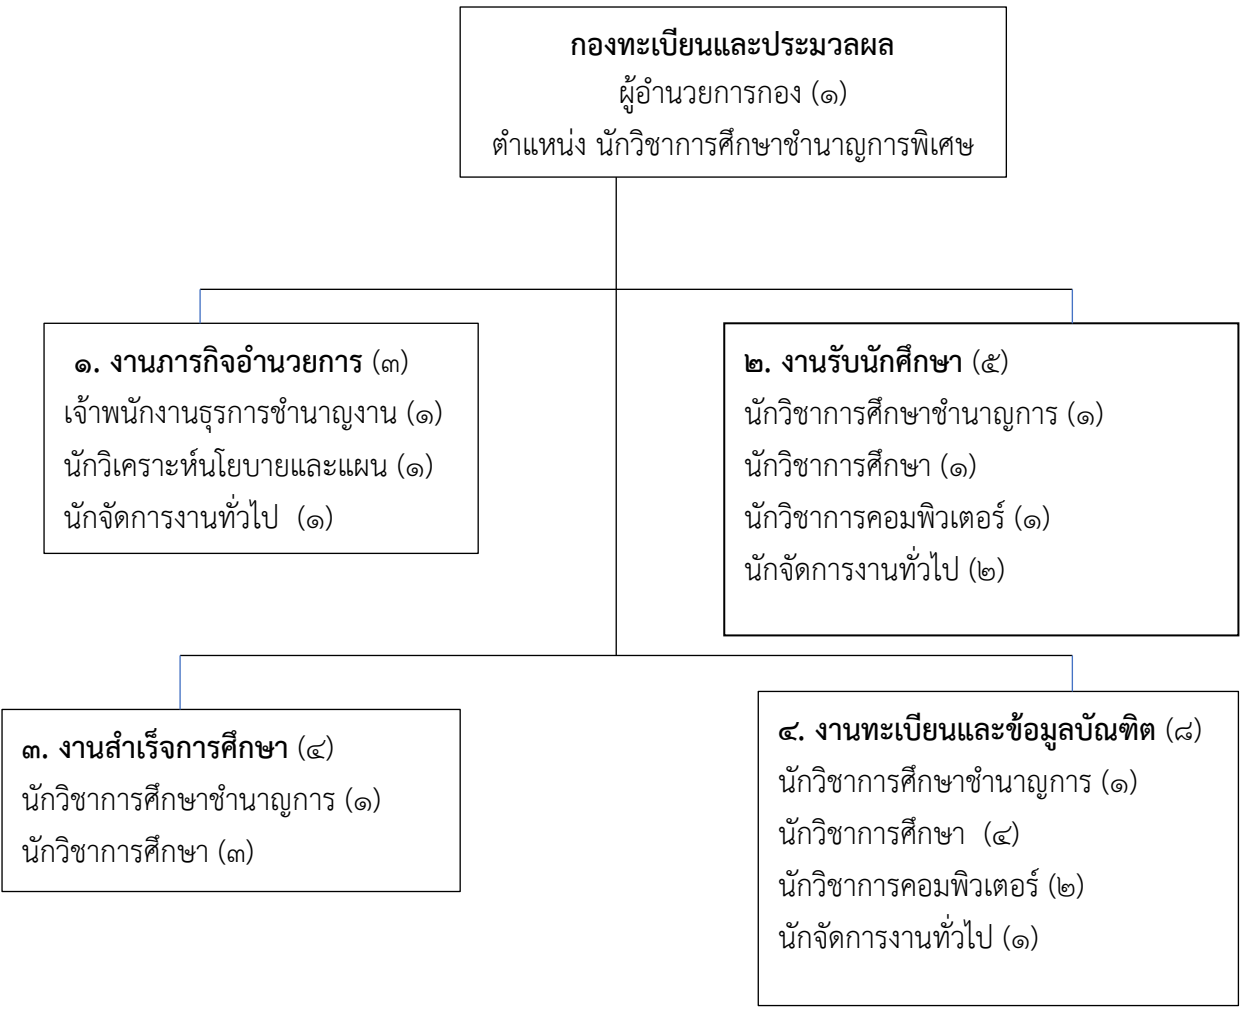 กองทะเบียนและประมวลผล
ผู้อำนวยการกอง (๑)
ตำแหน่ง นักวิชาการศึกษาชำนาญการพิเศษ
๑. งานภารกิจอำนวยการ (๓)
เจ้าพนักงานธุรการชำนาญงาน (๑)
นักวิเคราะห์นโยบายและแผน (๑)
นักจัดการงานทั่วไป (๑)
๒. งานรับนักศึกษา (๕)
นักวิชาการศึกษาชำนาญการ (๑)
นักวิชาการศึกษา (๑)
นักวิชาการคอมพิวเตอร์ (๑)
นักจัดการงานทั่วไป (๒)
๓. งานสำเร็จการศึกษา (๔)
นักวิชาการศึกษาชำนาญการ (๑)
นักวิชาการศึกษา (๓)
๔. งานทะเบียนและข้อมูลบัณฑิต (๘)
นักวิชาการศึกษาชำนาญการ (๑)
นักวิชาการศึกษา (๔)
นักวิชาการคอมพิวเตอร์ (๒)
นักจัดการงานทั่วไป (๑)